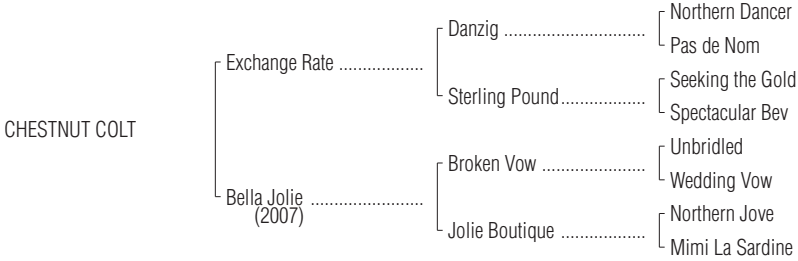 Northern Dancer
Danzig ..............................
Pas de Nom
Exchange Rate ..................
Seeking the Gold
Sterling Pound..................
Spectacular Bev
CHESTNUT COLT
Unbridled
Broken Vow ......................
Wedding Vow
Bella Jolie ........................
(2007)
Northern Jove
Jolie Boutique ..................
Mimi La Sardine